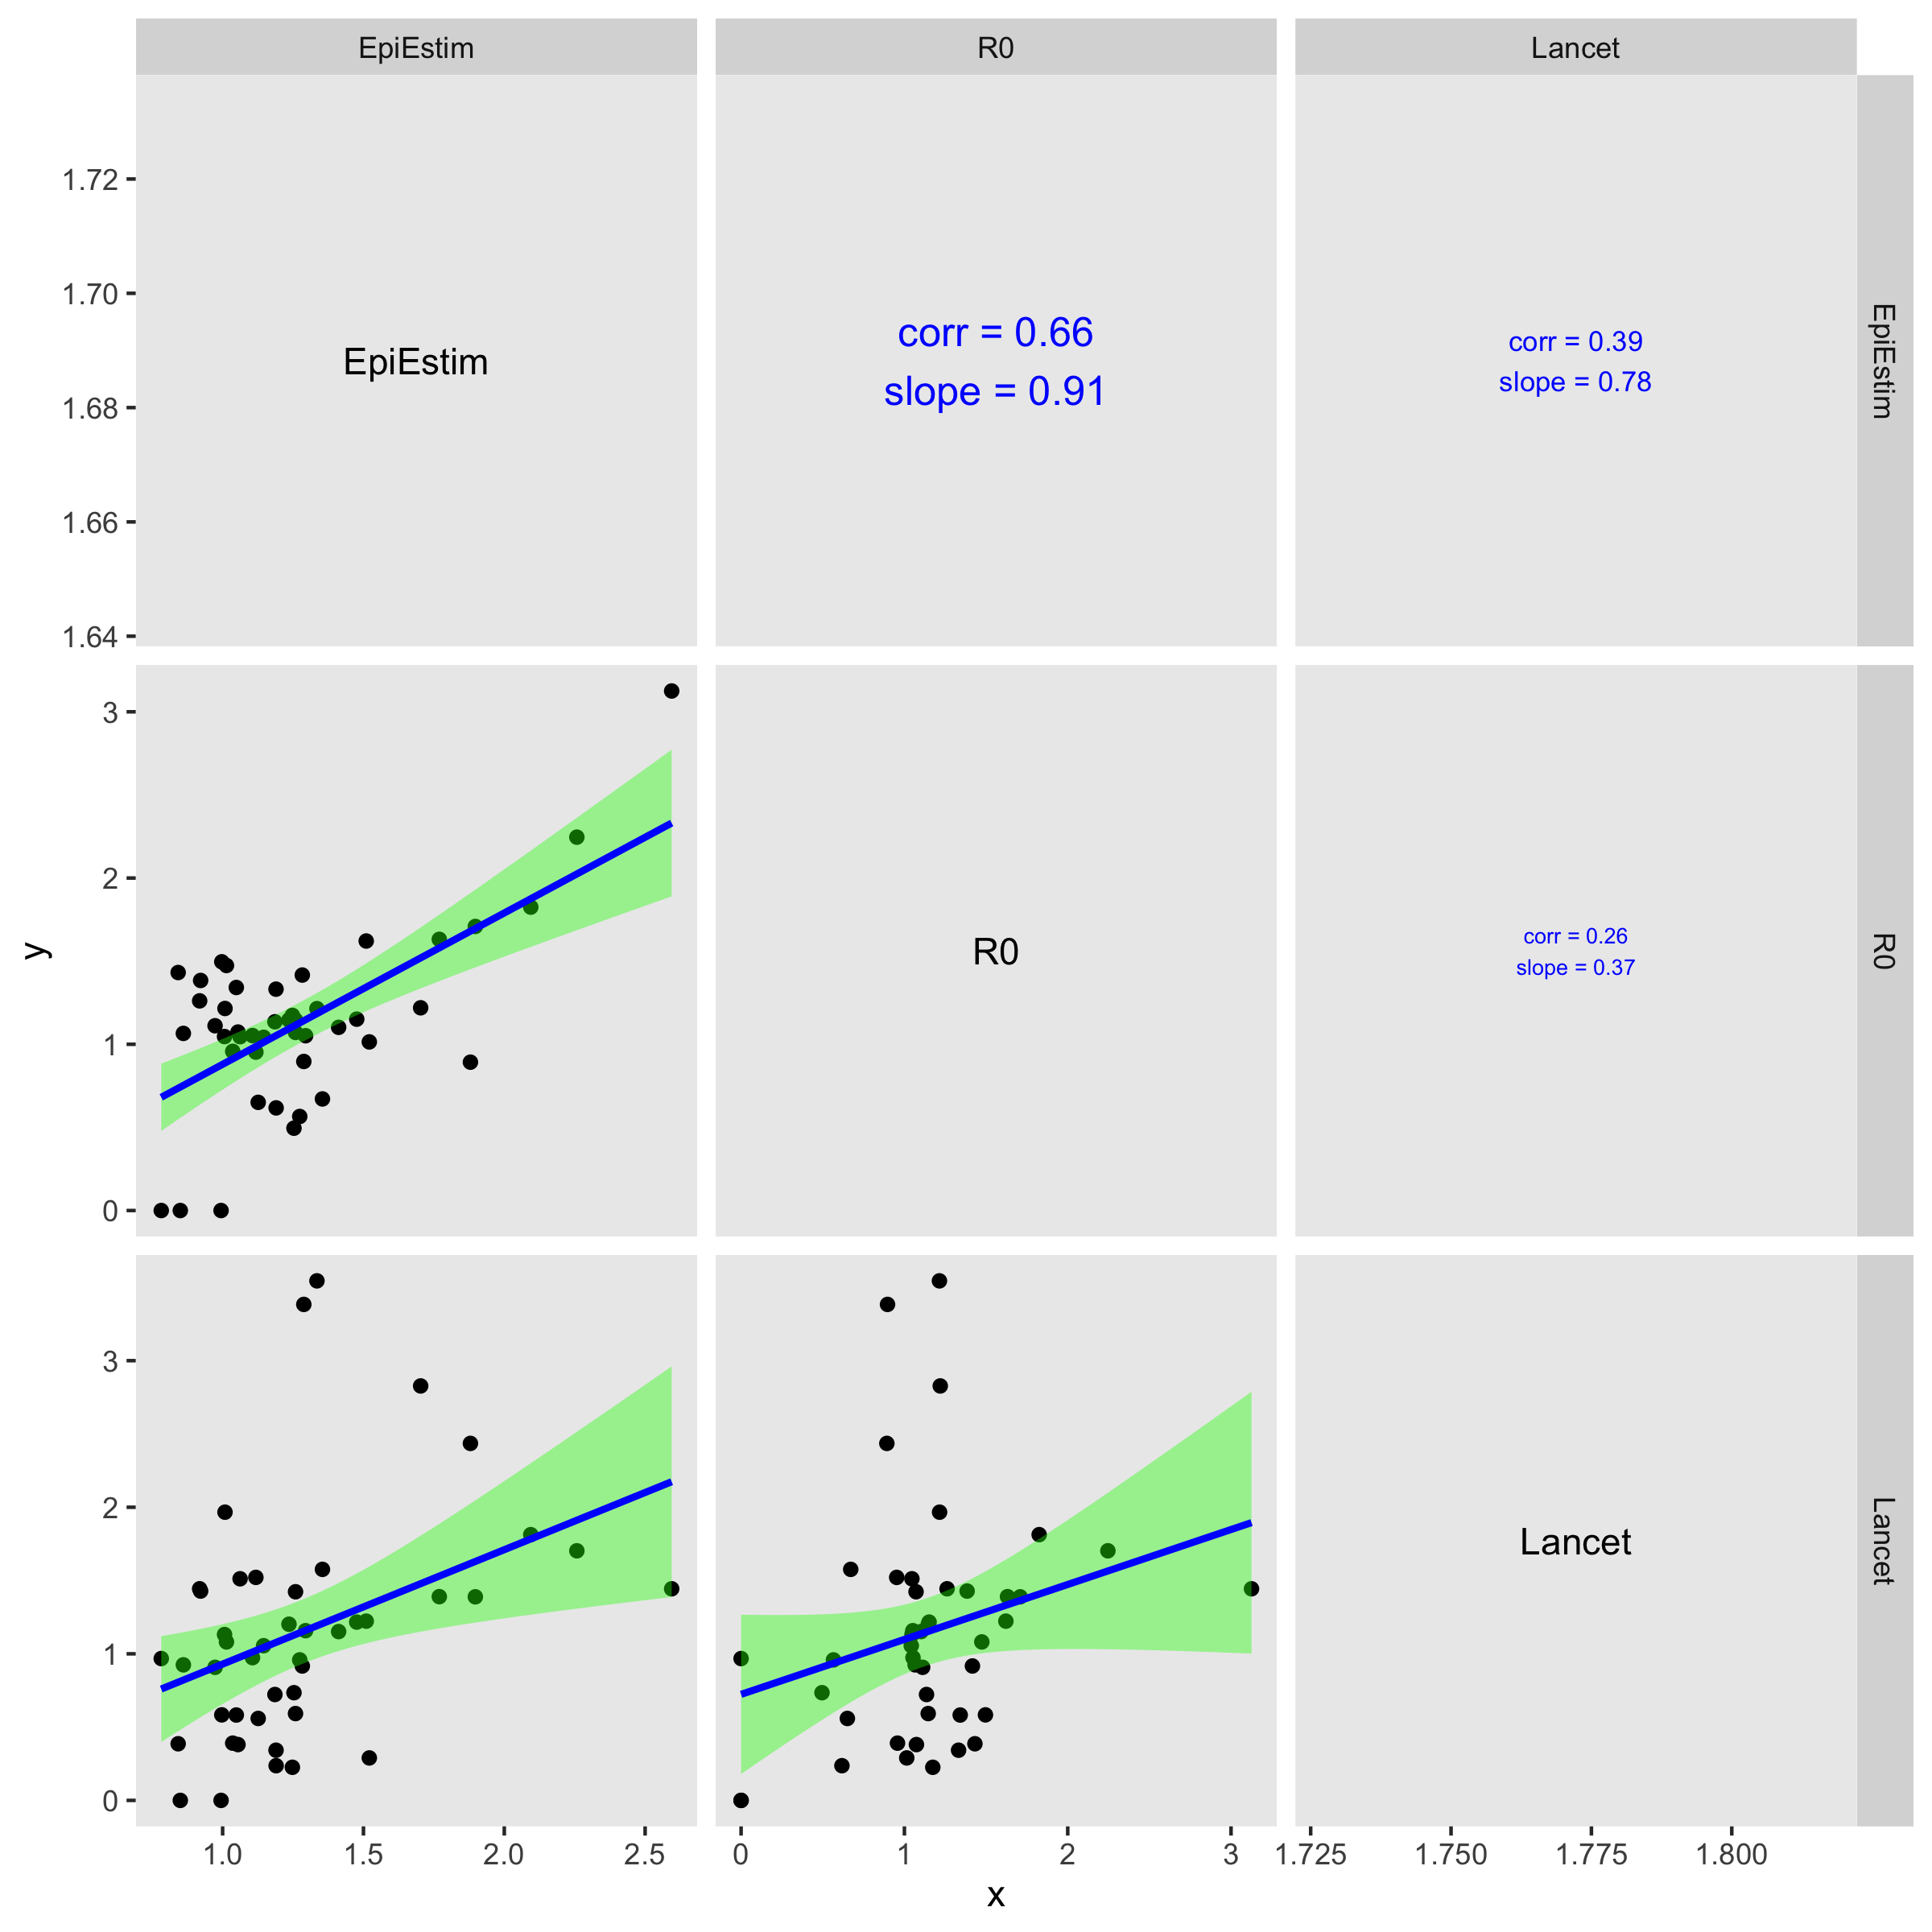 EpiEstim
R0
Lancet
1.72
1.70
1.68
1.66
1.64
EpiEstim
corr = 0.66
slope = 0.91
corr = 0.39
slope = 0.78
EpiEstim
3
2
1
0
y
R0
corr = 0.26
slope = 0.37
R0
3
2
1
0
Lancet
Lancet
1.0 1.5 2.0 2.5
0 1 2 3
1.725 1.750 1.775 1.800
x